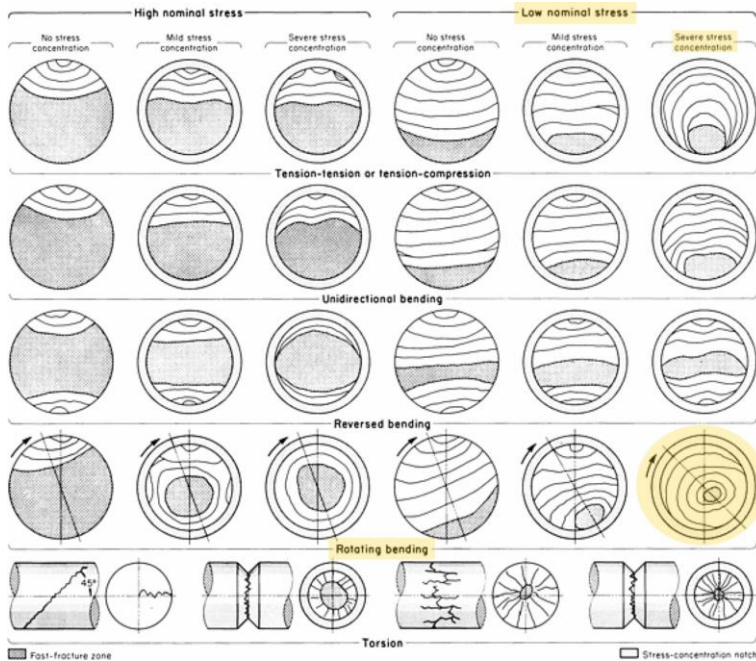 High nominal stress
Low nominal stress
No stress concentration
Mild stress concentration
Severe stress concentration
No stress concentration
Mild stress concentration
Severe stress concentration
Tension-tension or tension-compression
Unidirectional bending
Reversed bending
Rotating bending
45°
Torsion
Fast-fracture zone
Stress-concentration notch